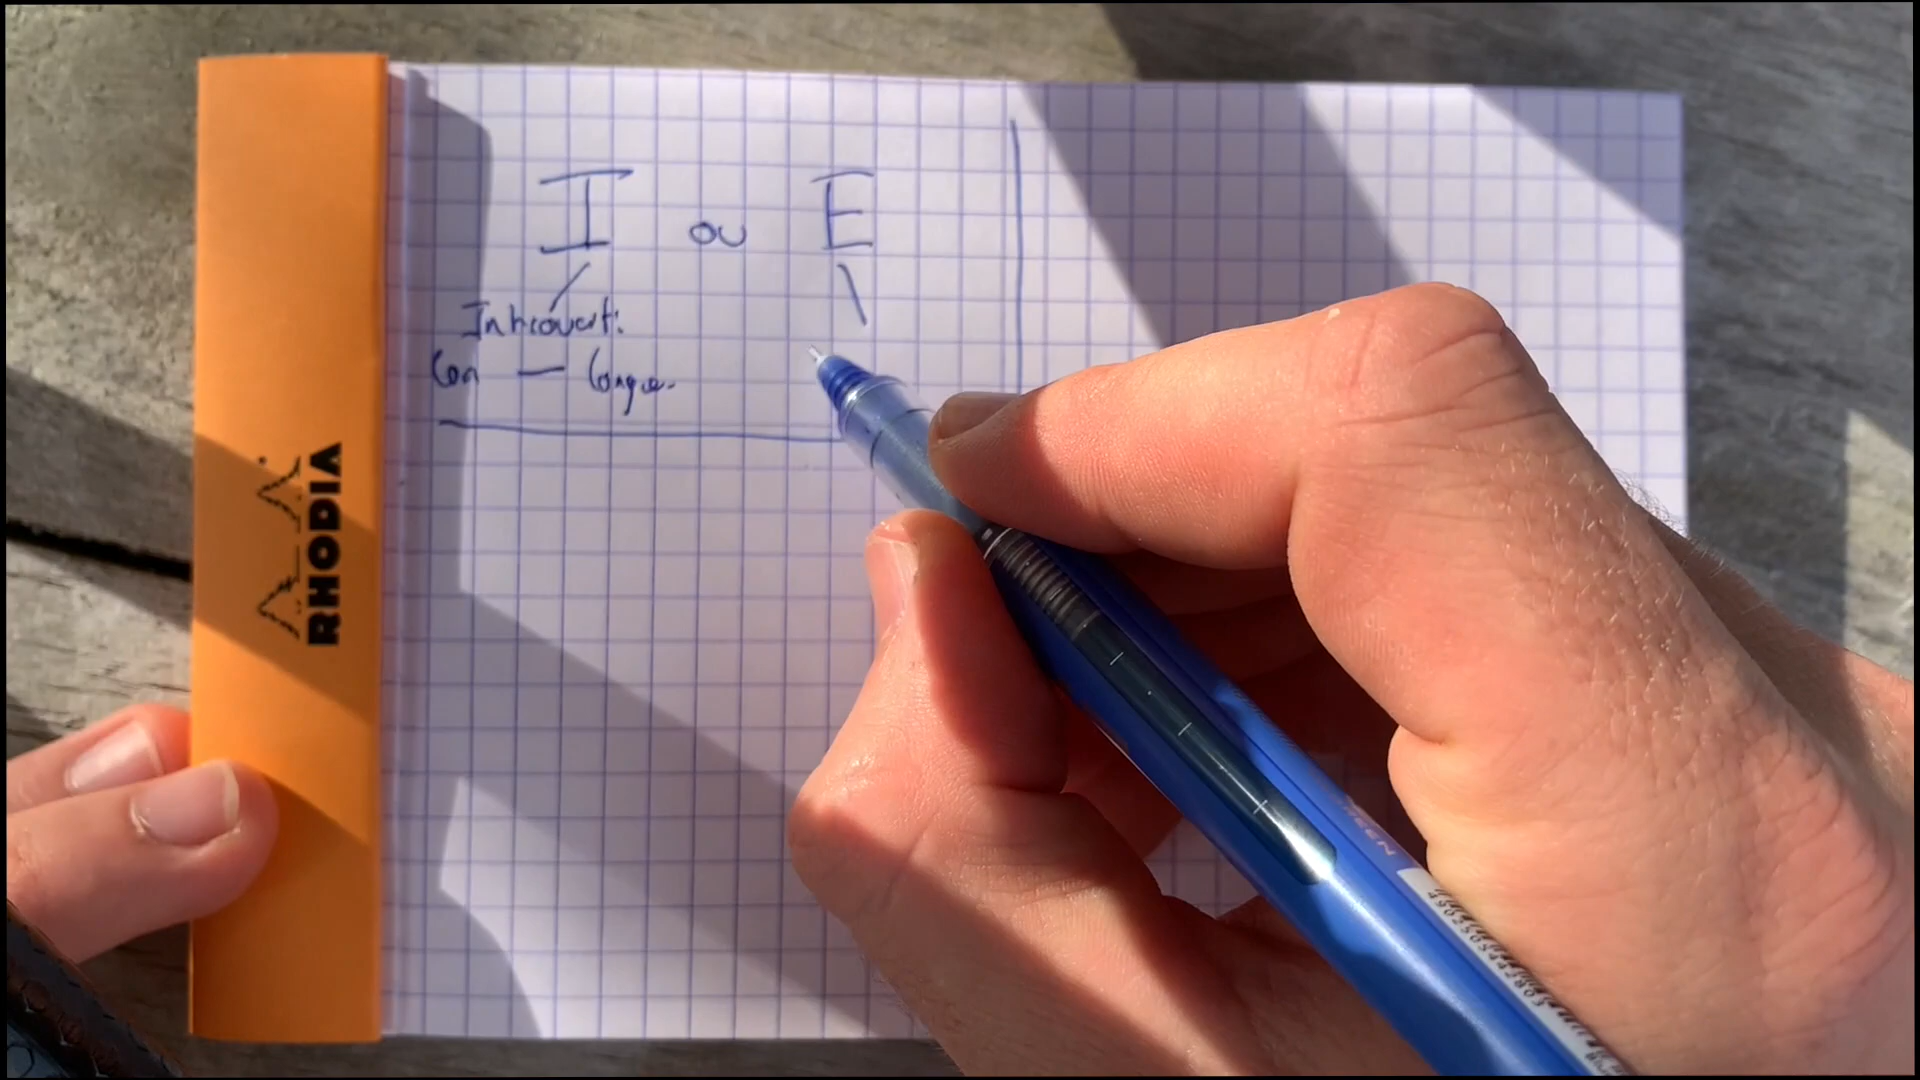 I ou E
Introverti
Con — longue.
RHODIA